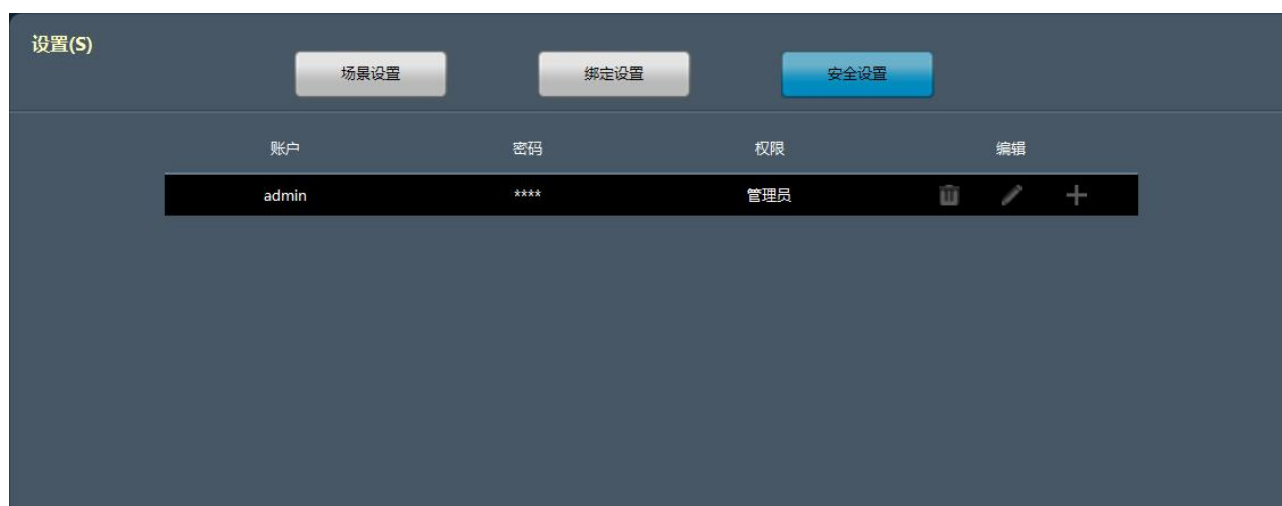 设置(S)
场景设置 绑定设置 安全设置
账户 密码 权限 编辑
admin **** 管理员